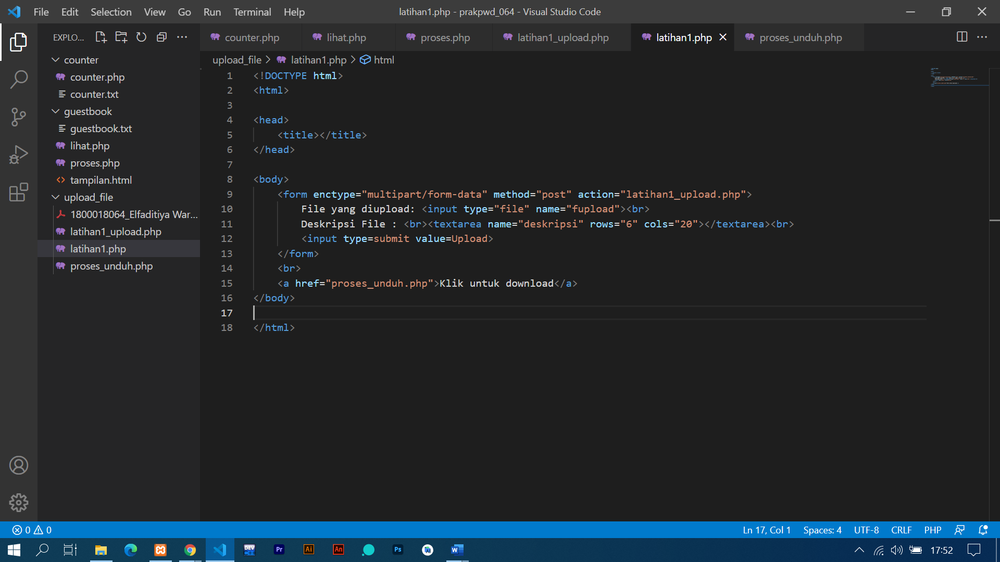 File Edit Selection View Go Run Terminal Help
latihan1.php - prakpwd_064 - Visual Studio Code
EXPLO...
counter
counter.php
counter.txt
guestbook
guestbook.txt
lihat.php
proses.php
tampilan.html
upload_file
1800018064_Elfaditiya War...
latihan1_upload.php
latihan1.php
proses_unduh.php
counter.php lihat.php proses.php latihan1_upload.php latihan1.php proses_unduh.php
upload_file > latihan1.php > html
1 <!DOCTYPE html>
2 <html>
3
4 <head>
5 <title></title>
6 </head>
7
8 <body>
9 <form enctype="multipart/form-data" method="post" action="latihan1_upload.php">
10 File yang diupload: <input type="file" name="fupload"><br>
11 Deskripsi File : <br><textarea name="deskripsi" rows="6" cols="20"></textarea><br>
12 <input type=submit value=Upload>
13 </form>
14 <br>
15 <a href="proses_unduh.php">Klik untuk download</a>
16 </body>
17
18 </html>
0 0
Ln 17, Col 1 Spaces: 4 UTF-8 CRLF PHP
DEV C++ Pr Ai An Ps W
17:52